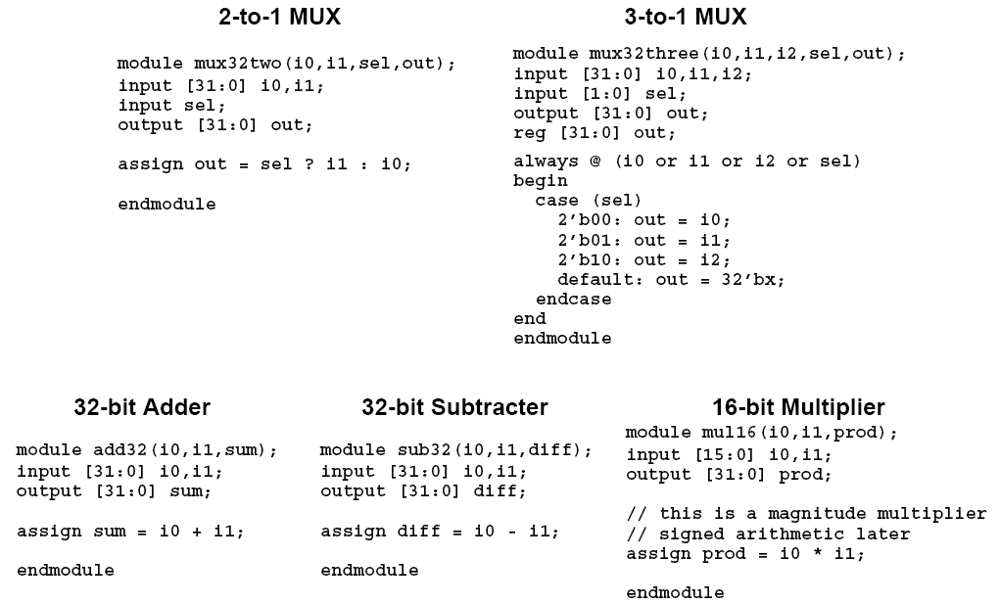 2-to-1 MUX
module mux32two(i0,i1,sel,out);
input [31:0] i0,i1;
input sel;
output [31:0] out;
assign out = sel ? i1 : i0;
endmodule
3-to-1 MUX
module mux32three(i0,i1,i2,sel,out);
input [31:0] i0,i1,i2;
input [1:0] sel;
output [31:0] out;
reg [31:0] out;
always @ (i0 or i1 or i2 or sel)
begin
case (sel)
2’b00: out = i0;
2’b01: out = i1;
2’b10: out = i2;
default: out = 32’bx;
endcase
end
endmodule
32-bit Adder
module add32(i0,i1,sum);
input [31:0] i0,i1;
output [31:0] sum;
assign sum = i0 + i1;
endmodule
32-bit Subtracter
module sub32(i0,i1,diff);
input [31:0] i0,i1;
output [31:0] diff;
assign diff = i0 - i1;
endmodule
16-bit Multiplier
module mul16(i0,i1,prod);
input [15:0] i0,i1;
output [31:0] prod;
// this is a magnitude multiplier
// signed arithmetic later
assign prod = i0 * i1;
endmodule